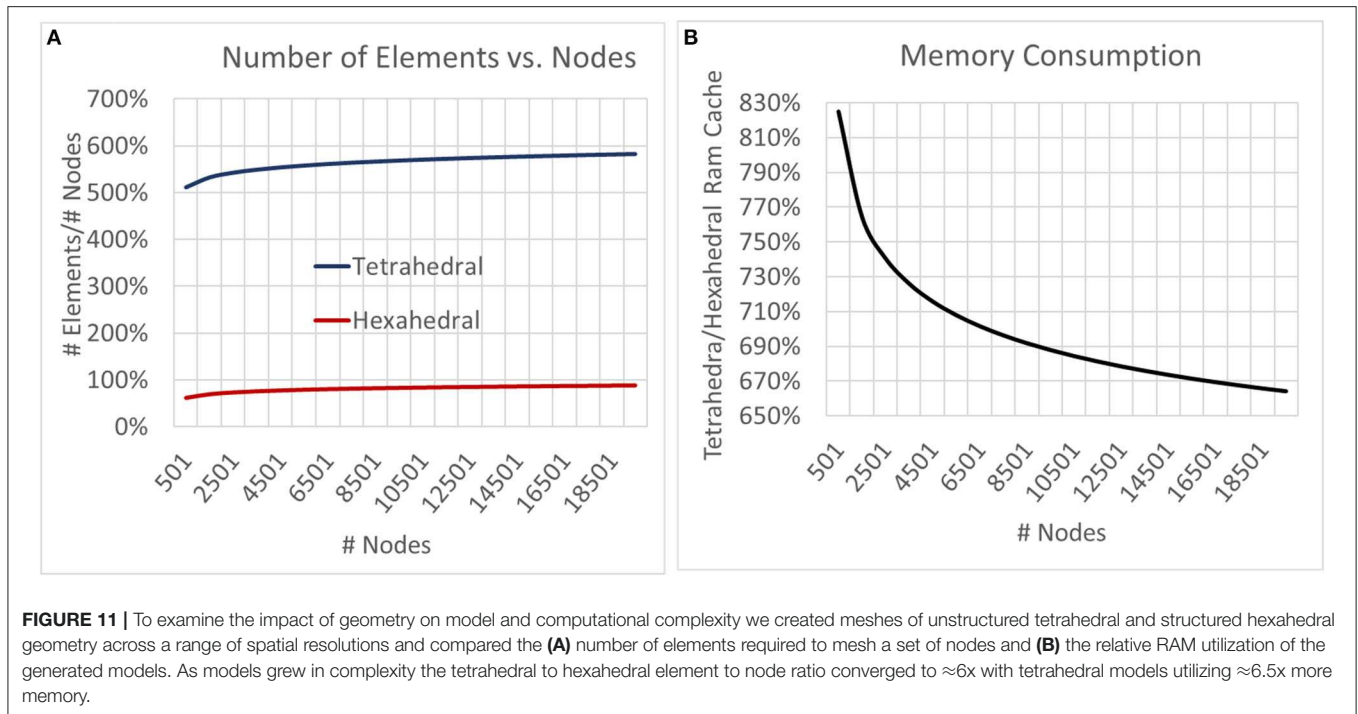 A
Number of Elements vs. Nodes
700%
600%
500%
400%
300%
200%
100%
0%
# Elements/# Nodes
Tetrahedral
Hexahedral
501
2501
4501
6501
8501
10501
12501
14501
16501
18501
# Nodes
B
Memory Consumption
830%
810%
790%
770%
750%
730%
710%
690%
670%
650%
Tetrahedra/Hexahedral Ram Cache
501
2501
4501
6501
8501
10501
12501
14501
16501
18501
# Nodes
FIGURE 11 | To examine the impact of geometry on model and computational complexity we created meshes of unstructured tetrahedral and structured hexahedral
geometry across a range of spatial resolutions and compared the (A) number of elements required to mesh a set of nodes and (B) the relative RAM utilization of the
generated models. As models grew in complexity the tetrahedral to hexahedral element to node ratio converged to ≈6x with tetrahedral models utilizing ≈6.5x more
memory.